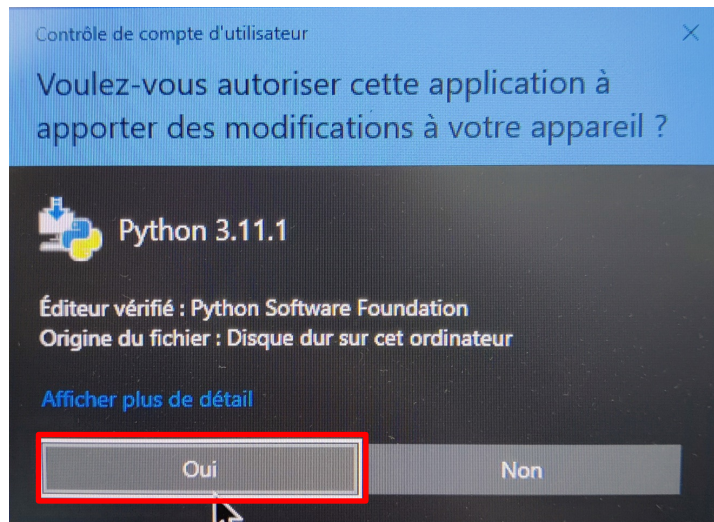 Contrôle de compte d'utilisateur
Voulez-vous autoriser cette application à
apporter des modifications à votre appareil ?
Python 3.11.1
Éditeur vérifié : Python Software Foundation
Origine du fichier : Disque dur sur cet ordinateur
Afficher plus de détail
Oui
Non